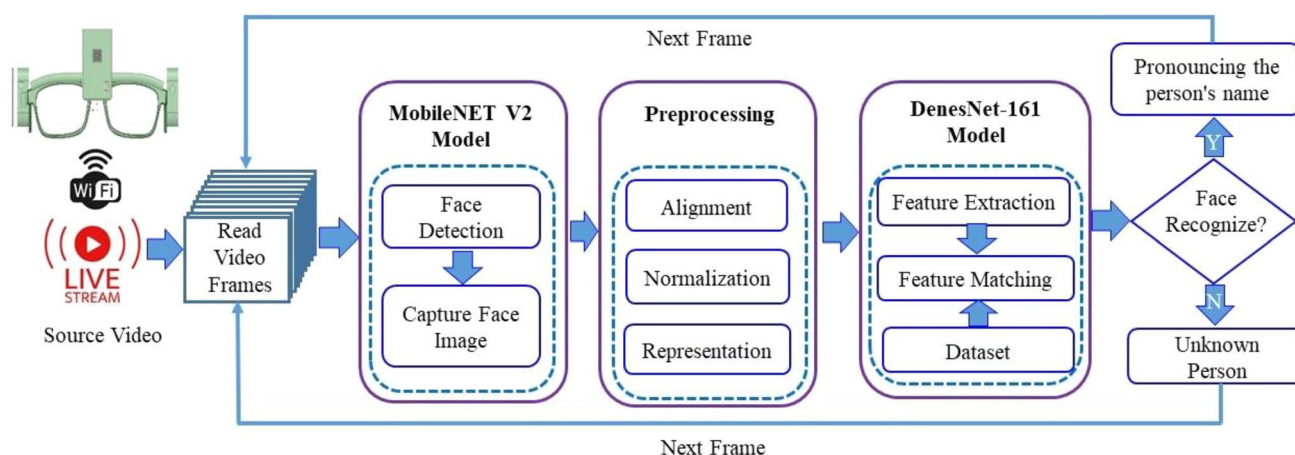 Next Frame
WiFi
LIVE
STREAM
Source Video
Read
Video
Frames
MobileNET V2
Model
Face
Detection
Capture Face
Image
Preprocessing
Alignment
Normalization
Representation
DenesNet-161
Model
Feature Extraction
Feature Matching
Dataset
Pronouncing the
person's name
Y
Face
Recognize?
N
Unknown
Person
Next Frame